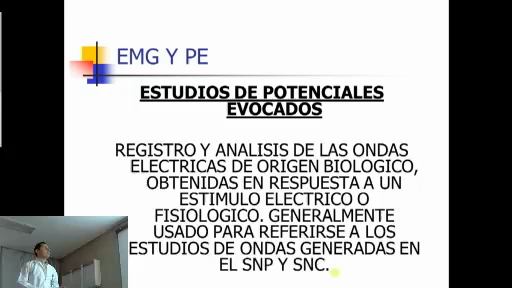 EMG Y PE
ESTUDIOS DE POTENCIALES
EVOCADOS
REGISTRO Y ANALISIS DE LAS ONDAS
ELECTRICAS DE ORIGEN BIOLOGICO,
OBTENIDAS EN RESPUESTA A UN
ESTIMULO ELECTRICO O
FISIOLOGICO. GENERALMENTE
USADO PARA REFERIRSE A LOS
ESTUDIOS DE ONDAS GENERADAS EN
EL SNP Y SNC.